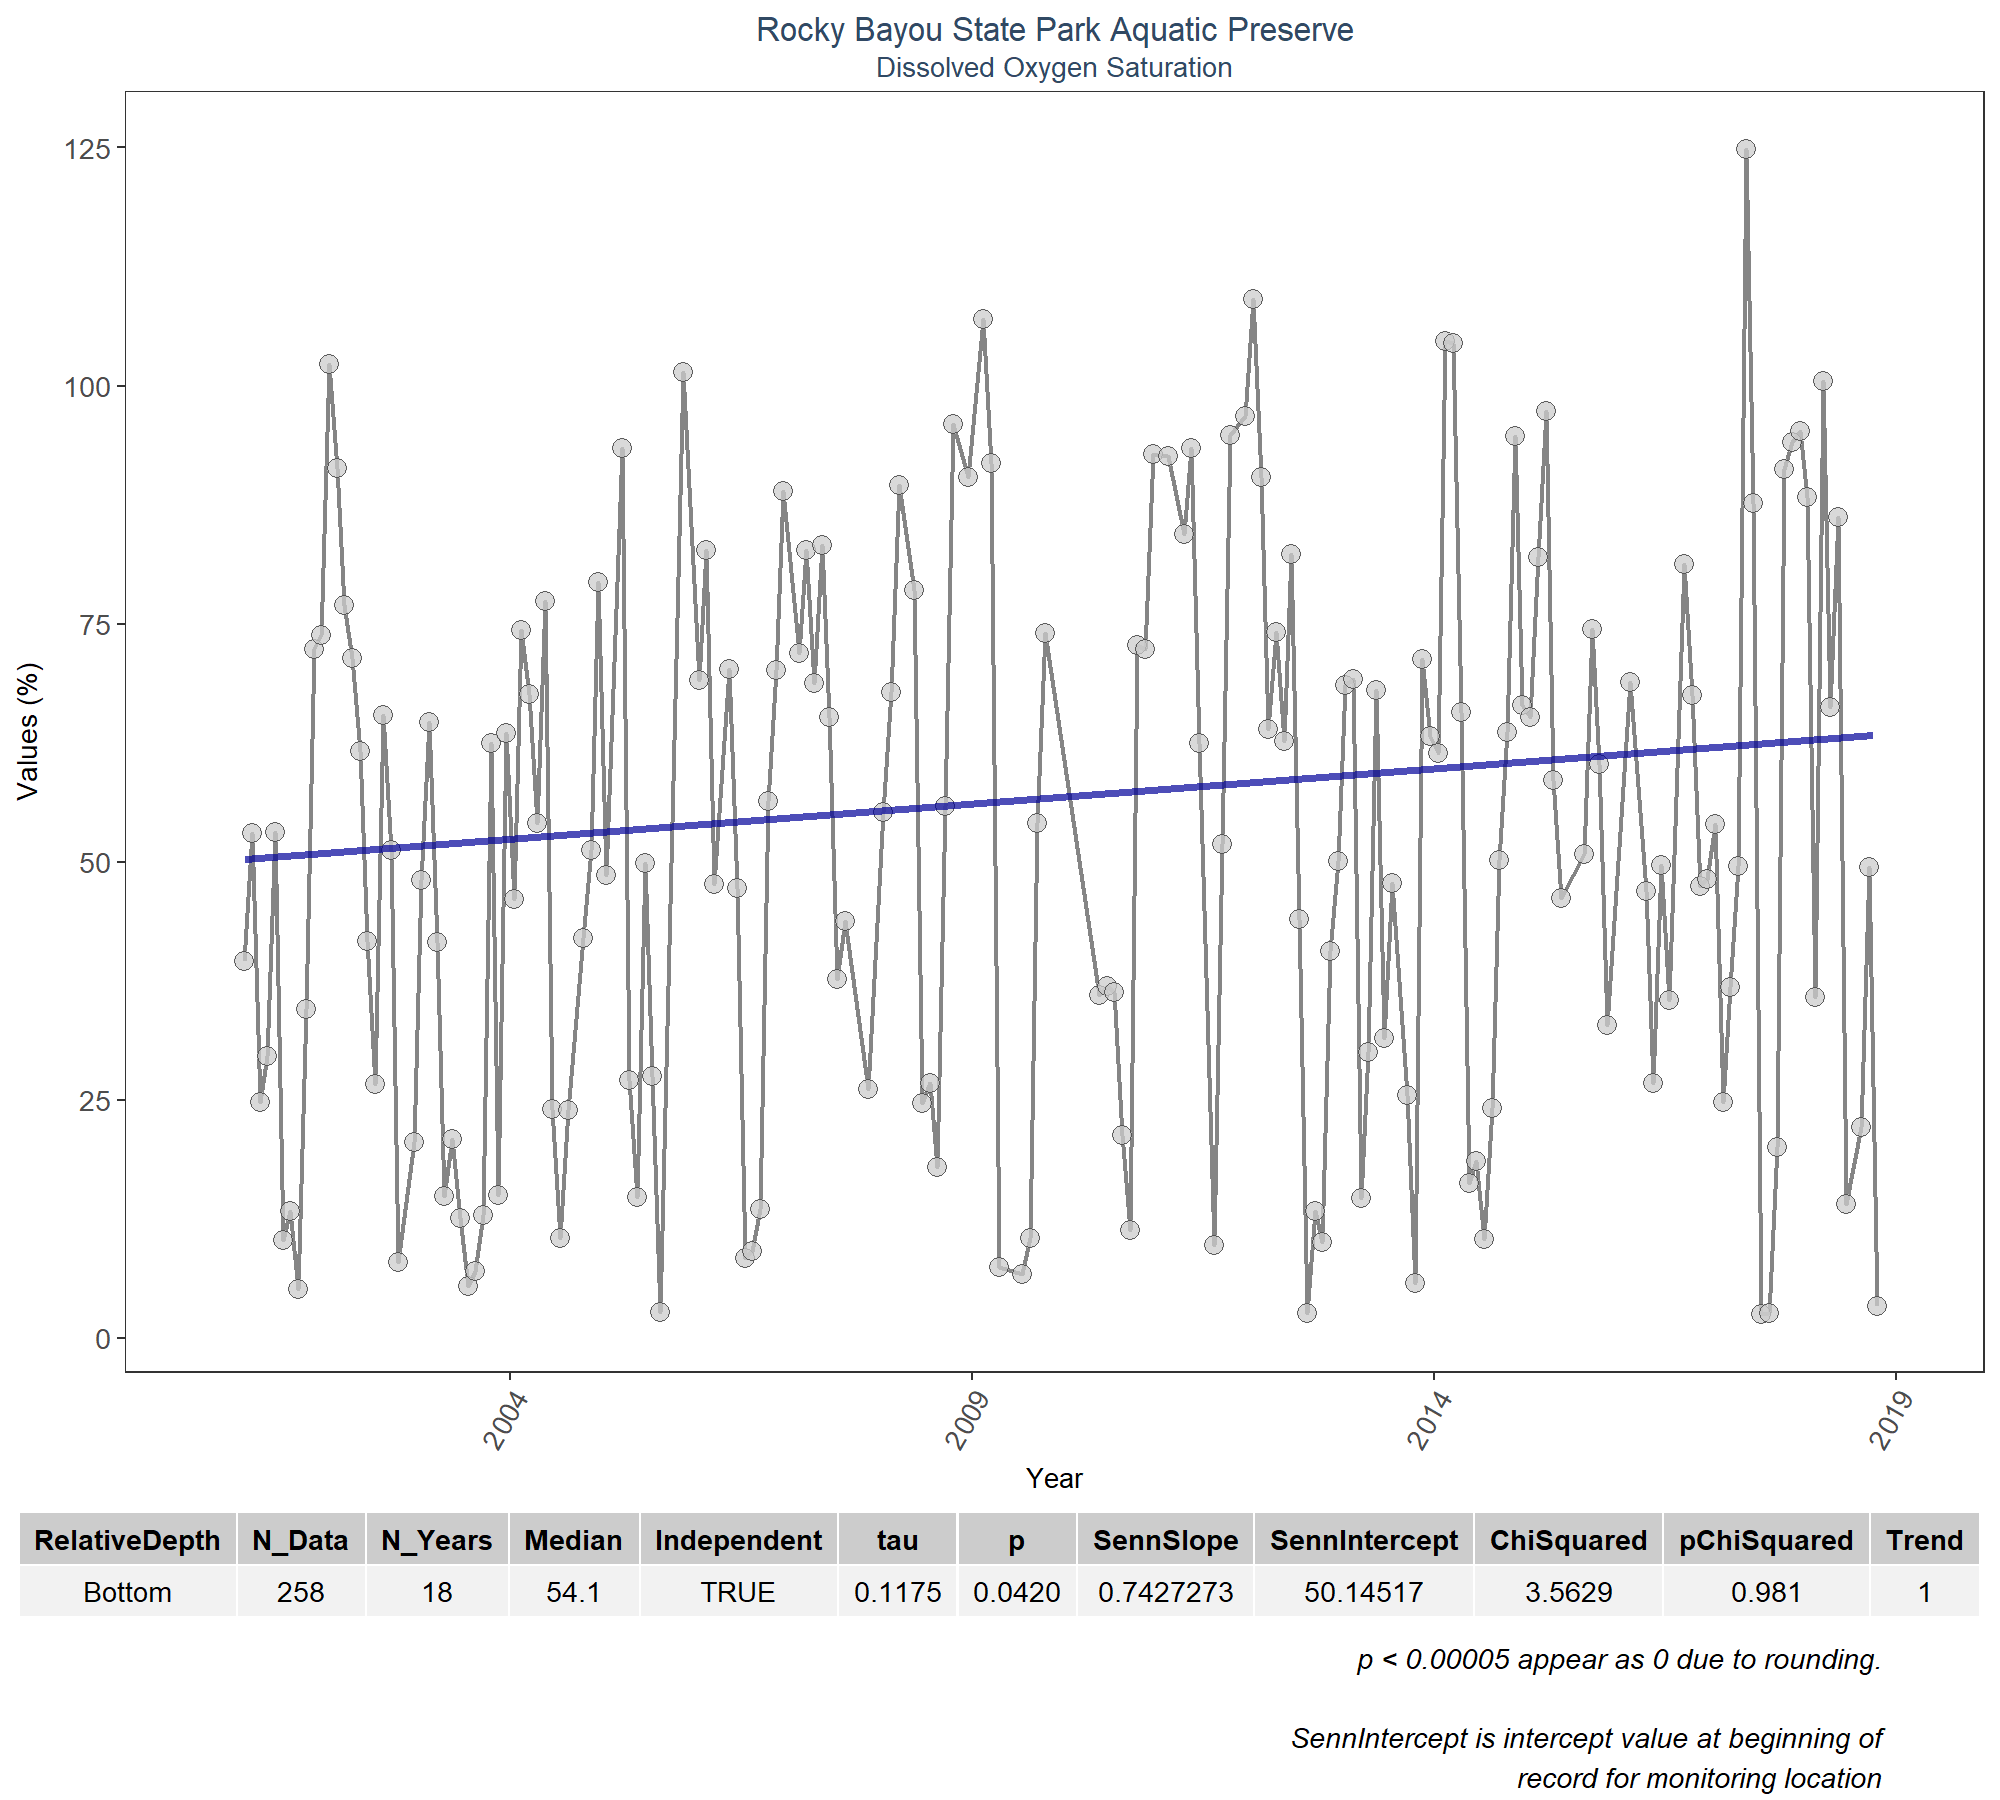 Rocky Bayou State Park Aquatic Preserve
Dissolved Oxygen Saturation
125
100
75
50
25
0
Values (%)
2004
2009
2014
2019
Year
RelativeDepth N_Data N_Years Median Independent tau p SennSlope SennIntercept ChiSquared pChiSquared Trend
Bottom 258 18 54.1 TRUE 0.1175 0.0420 0.7427273 50.14517 3.5629 0.981 1
p < 0.00005 appear as 0 due to rounding.
SennIntercept is intercept value at beginning of
record for monitoring location